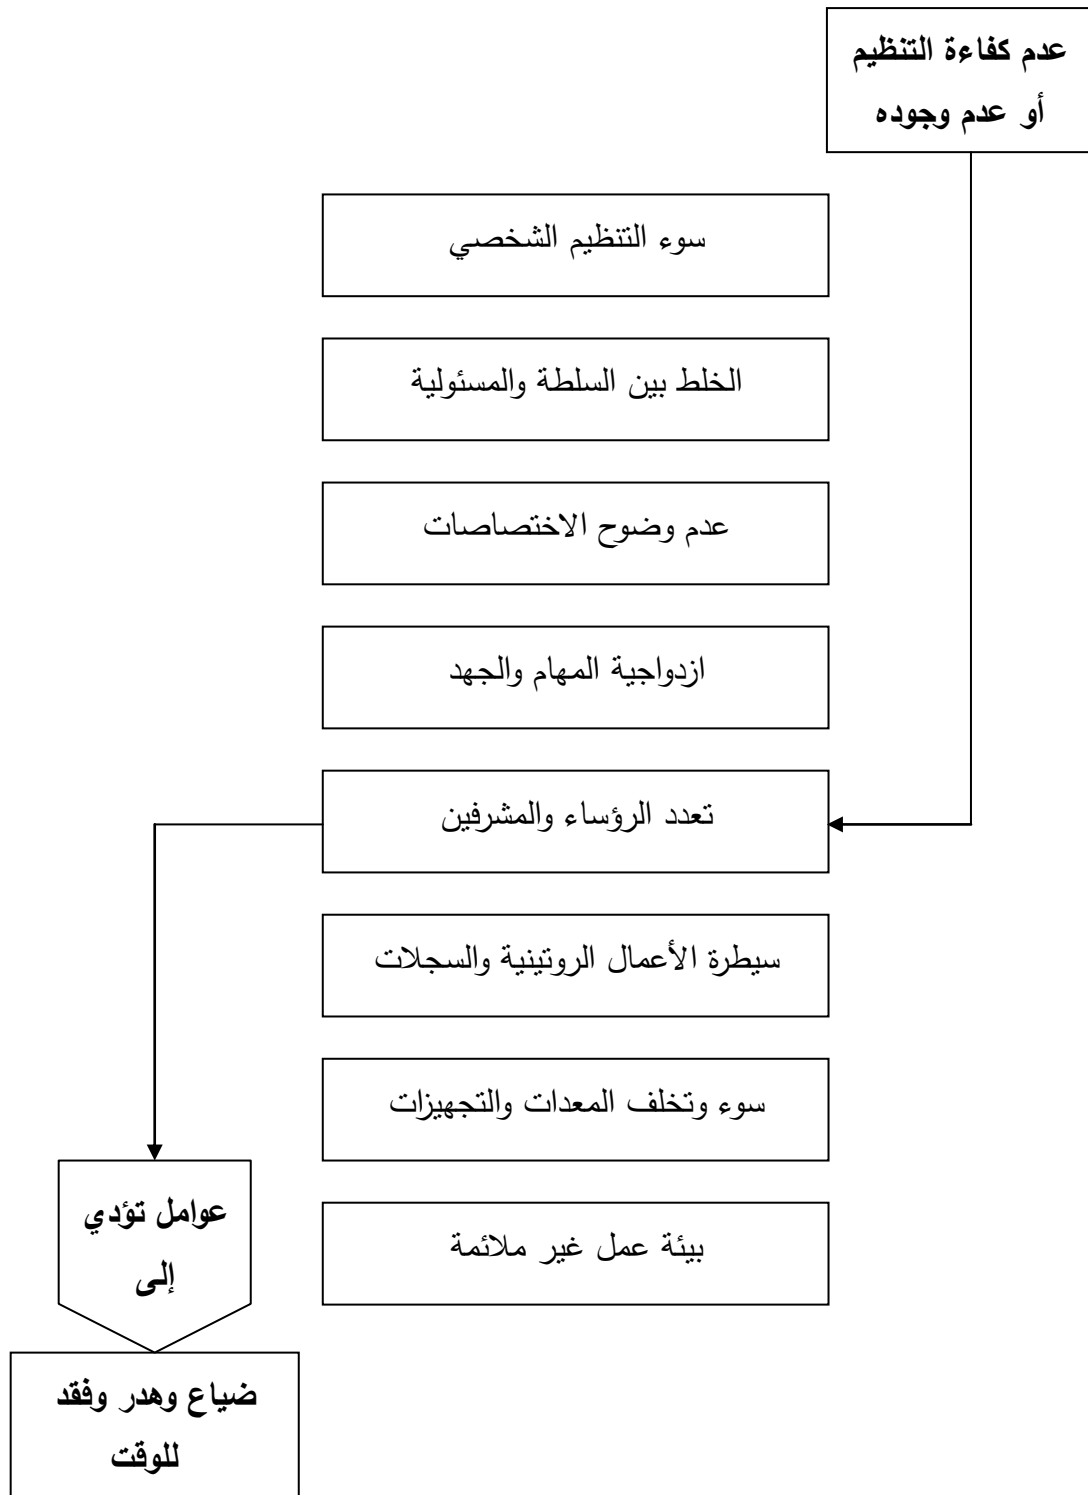 عدم كفاءة التنظيم
أو عدم وجوده
سوء التنظيم الشخصي
الخلط بين السلطة والمسئولية
عدم وضوح الاختصاصات
ازدواجية المهام والجهد
تعدد الرؤساء والمشرفين
سيطرة الأعمال الروتينية والسجلات
سوء وتخلف المعدات والتجهيزات
بيئة عمل غير ملائمة
عوامل تؤدي
إلى
ضياع وهدر وفقد
للوقت